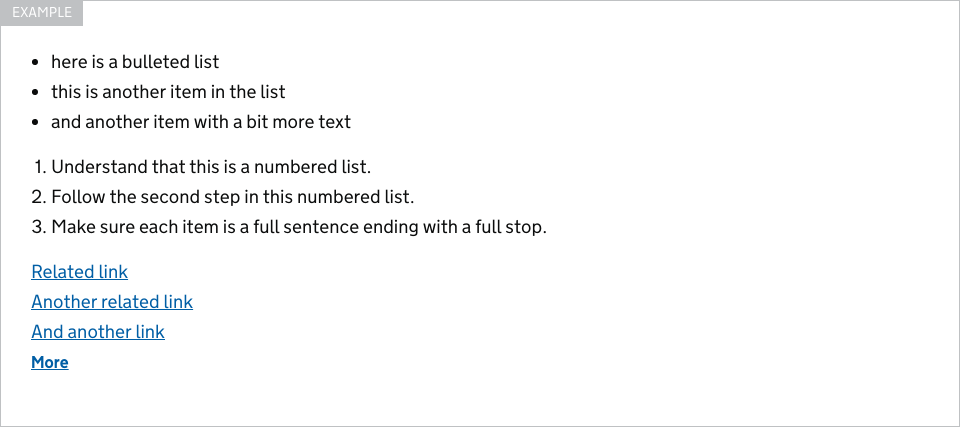 EXAMPLE
• here is a bulleted list
• this is another item in the list
• and another item with a bit more text
1. Understand that this is a numbered list.
2. Follow the second step in this numbered list.
3. Make sure each item is a full sentence ending with a full stop.
Related link
Another related link
And another link
More